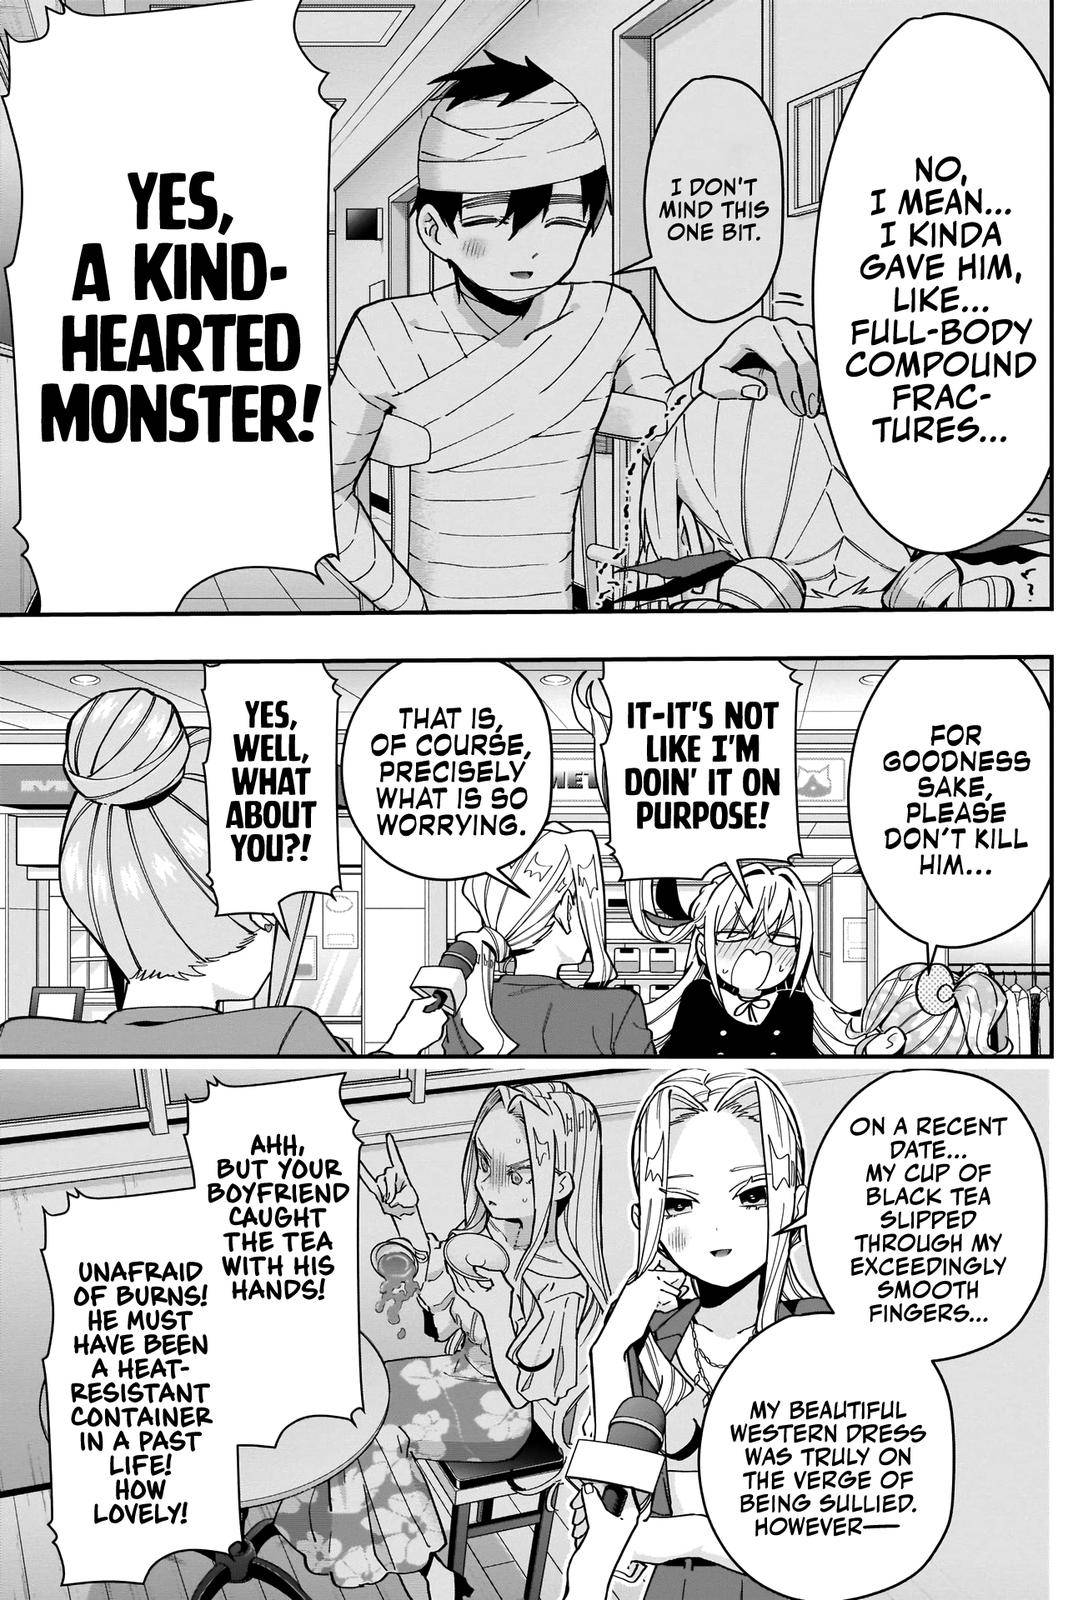 NO,
I MEAN...
I KINDA
GAVE HIM,
LIKE...
FULL-BODY
COMPOUND
FRAC-
TURES...
I DON'T
MIND THIS
ONE BIT.
YES,
A KIND-
HEARTED
MONSTER!
FOR
GOODNESS
SAKE,
PLEASE
DON'T KILL
HIM...
IT-IT'S NOT
LIKE I'M
DOIN' IT ON
PURPOSE!
THAT IS,
OF COURSE,
PRECISELY
WHAT IS SO
WORRYING.
YES,
WELL,
WHAT
ABOUT
YOU?!
ON A RECENT
DATE...
MY CUP OF
BLACK TEA
SLIPPED
THROUGH MY
EXCEEDINGLY
SMOOTH
FINGERS...
MY BEAUTIFUL
WESTERN DRESS
WAS TRULY ON
THE VERGE OF
BEING SULLIED.
HOWEVER——
AHH,
BUT YOUR
BOYFRIEND
CAUGHT
THE TEA
WITH HIS
HANDS!
UNAFRAID
OF BURNS!
HE MUST
HAVE BEEN
A HEAT-
RESISTANT
CONTAINER
IN A PAST
LIFE!
HOW
LOVELY!